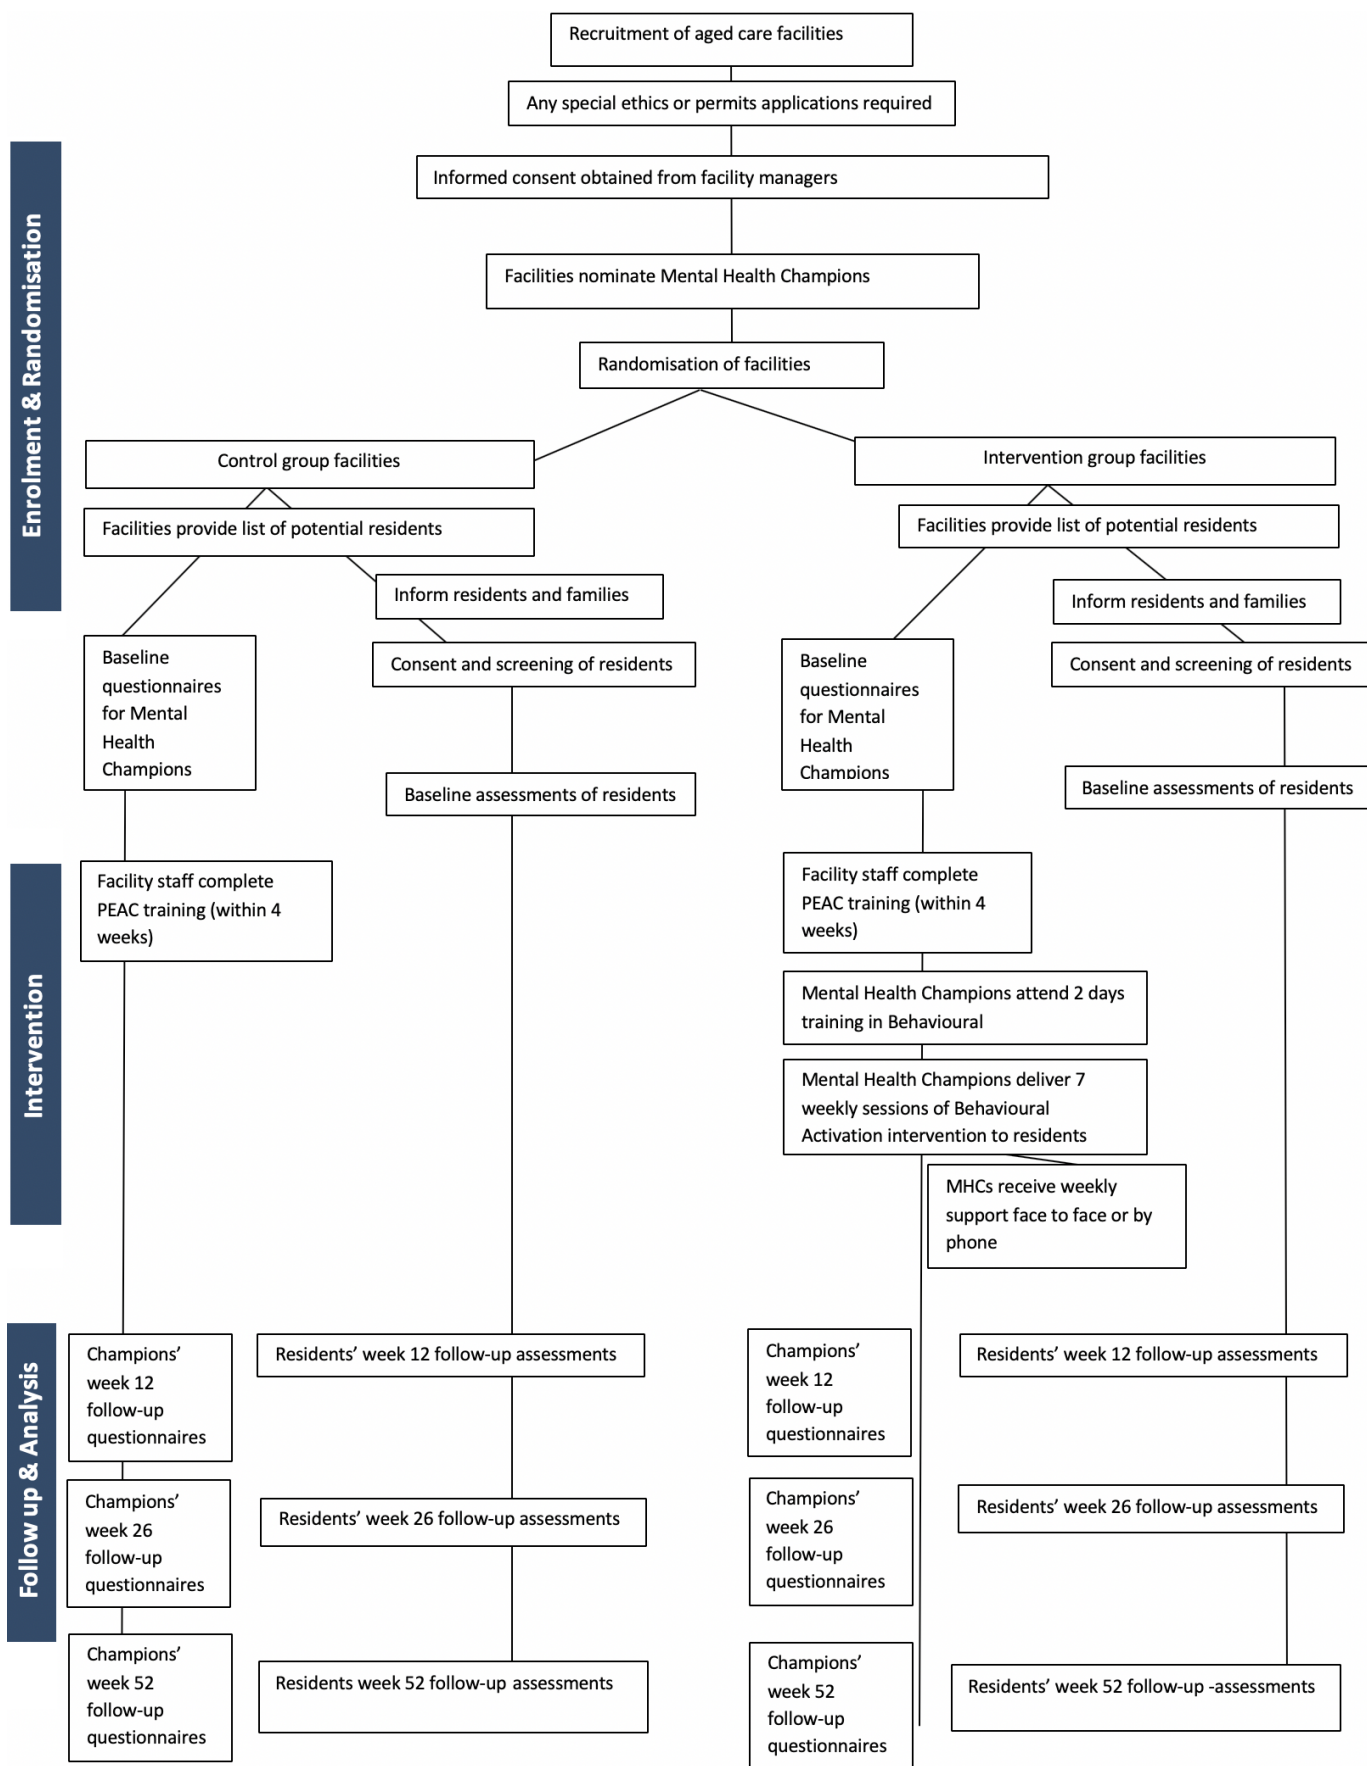 Recruitment of aged care facilities
Any special ethics or permits applications required
Informed consent obtained from facility managers
Facilities nominate Mental Health Champions
Randomisation of facilities
Enrolment & Randomisation
Control group facilities
Facilities provide list of potential residents
Inform residents and families
Consent and screening of residents
Baseline
questionnaires
for Mental
Health
Champions
Baseline assessments of residents
Intervention group facilities
Facilities provide list of potential residents
Inform residents and families
Consent and screening of residents
Baseline
questionnaires
for Mental
Health
Champions
Baseline assessments of residents
Intervention
Facility staff complete
PEAC training (within 4
weeks)
Facility staff complete
PEAC training (within 4
weeks)
Mental Health Champions attend 2 days
training in Behavioural
Mental Health Champions deliver 7
weekly sessions of Behavioural
Activation intervention to residents
MHCs receive weekly
support face to face or by
phone
Follow up & Analysis
Champions'
week 12
follow-up
questionnaires
Residents' week 12 follow-up assessments
Champions'
week 26
follow-up
questionnaires
Residents' week 26 follow-up assessments
Champions'
week 52
follow-up
questionnaires
Residents week 52 follow-up assessments
Champions'
week 12
follow-up
questionnaires
Residents' week 12 follow-up assessments
Champions'
week 26
follow-up
questionnaires
Residents' week 26 follow-up assessments
Champions'
week 52
follow-up
questionnaires
Residents' week 52 follow-up -assessments